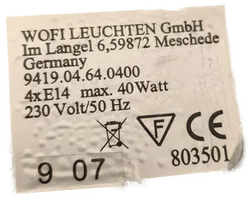 WOFI LEUCHTEN GmbH
Im Langel 6,59872 Meschede
Germany
9419.04.64.0400
4xE14 max. 40Watt
230 Volt/50 Hz
F CE
9 07 803501